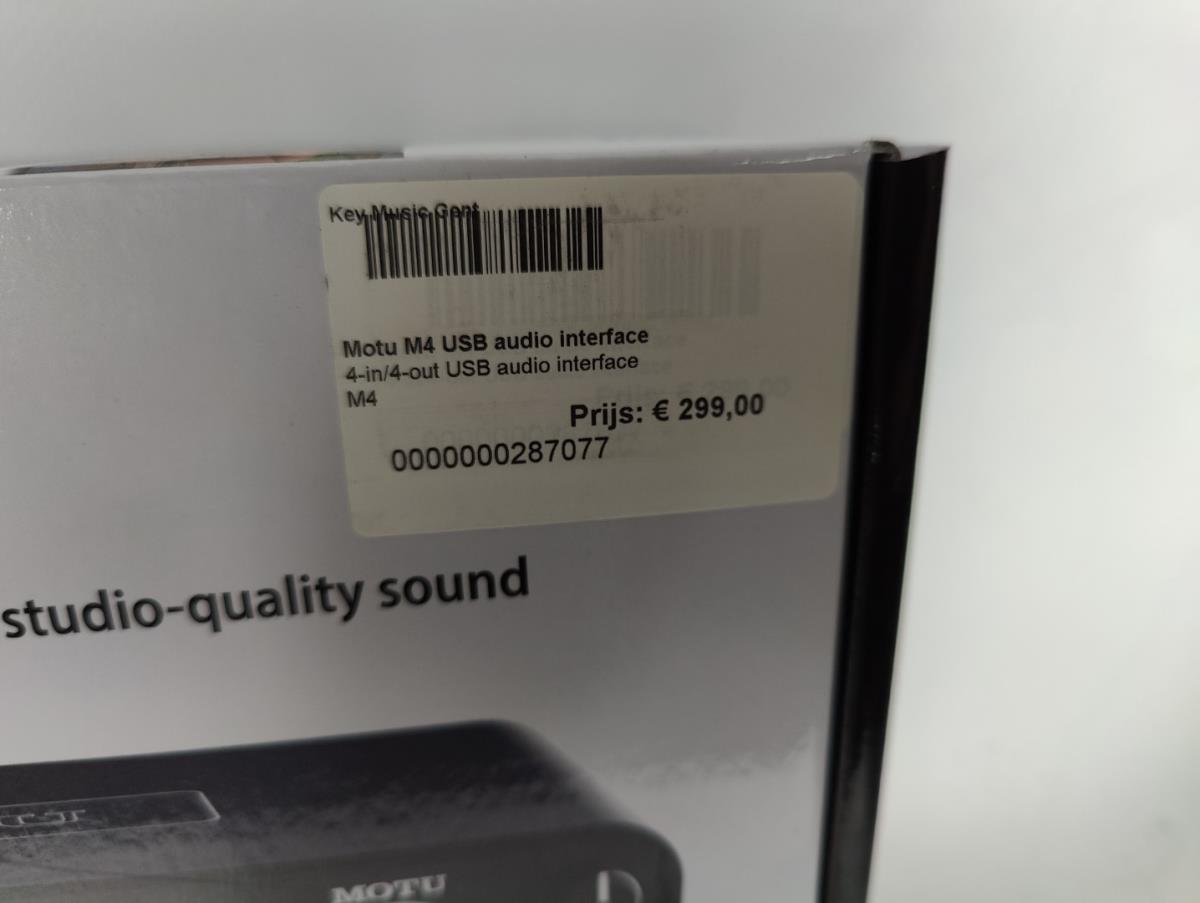 Key Music Gent
Motu M4 USB audio interface
4-in/4-out USB audio interface
M4
Prijs: € 299,00
0000000287077
studio-quality sound
MOTU